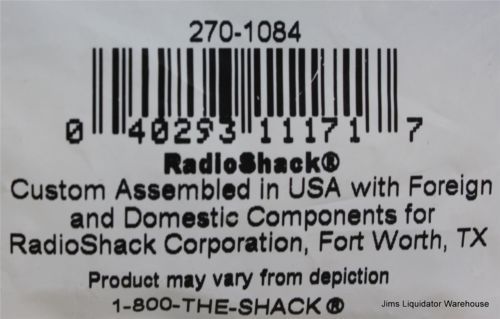 270-1084
0 40293 11171 7
RadioShack®
Custom Assembled in USA with Foreign
and Domestic Components for
RadioShack Corporation, Fort Worth, TX
Product may vary from depiction
1-800-THE-SHACK®
Jims Liquidator Warehouse